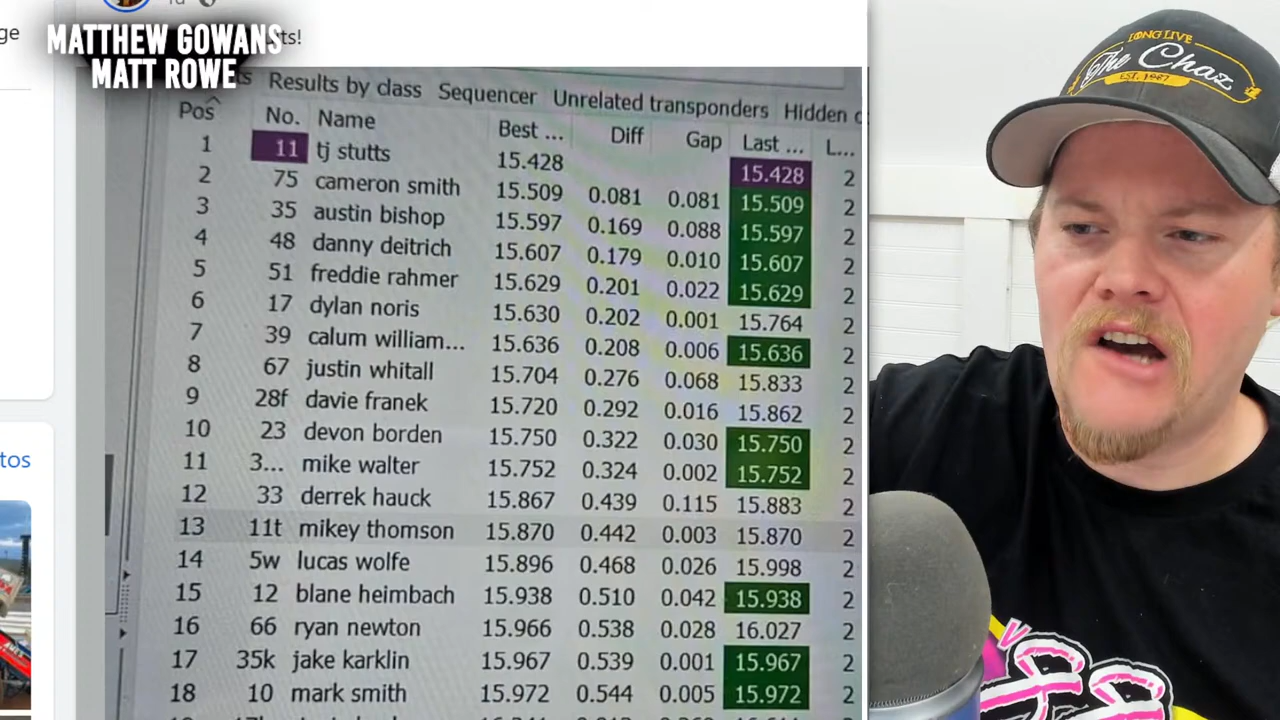 ge
MATTHEW GOWANS
ts!
MATT ROWE
ts Results by class Sequencer Unrelated transponders Hidden
Pos No. Name Best ... Diff Gap Last ... L...
1 11 tj stutts 15.428 15.428 2
2 75 cameron smith 15.509 0.081 0.081 15.509 2
3 35 austin bishop 15.597 0.169 0.088 15.597 2
4 48 danny deitrich 15.607 0.179 0.010 15.607 2
5 51 freddie rahmer 15.629 0.201 0.022 15.629 2
6 17 dylan noris 15.630 0.202 0.001 15.764 2
7 39 calum william... 15.636 0.208 0.006 15.636 2
8 67 justin whitall 15.704 0.276 0.068 15.833 2
9 28f davie franek 15.720 0.292 0.016 15.862 2
10 23 devon borden 15.750 0.322 0.030 15.750 2
11 3... mike walter 15.752 0.324 0.002 15.752 2
12 33 derrek hauck 15.867 0.439 0.115 15.883 2
13 11t mikey thomson 15.870 0.442 0.003 15.870 2
14 5w lucas wolfe 15.896 0.468 0.026 15.998 2
15 12 blane heimbach 15.938 0.510 0.042 15.938 2
16 66 ryan newton 15.966 0.538 0.028 16.027 2
17 35k jake karklin 15.967 0.539 0.001 15.967 2
18 10 mark smith 15.972 0.544 0.005 15.972 2
tos
LONG LIVE
The Chaz
EST. 1987